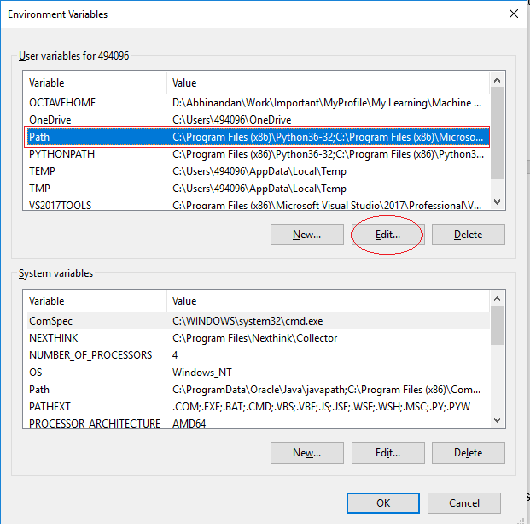 Environment Variables
User variables for 494096
Variable Value
OCTAVEHOME D:\Abhinandan\Work\Important\MyProfile\My Learning\Machine ...
OneDrive C:\Users\494096\OneDrive
Path C:\Program Files (x86)\Python36-32;C:\Program Files (x86)\Microso...
PYTHONPATH C:\Program Files (x86)\Python36-32;C:\Program Files (x86)\Python3...
TEMP C:\Users\494096\AppData\Local\Temp
TMP C:\Users\494096\AppData\Local\Temp
VS2017TOOLS C:\Program Files (x86)\Microsoft Visual Studio\2017\Professional\V...
New... Edit... Delete
System variables
Variable Value
ComSpec C:\WINDOWS\system32\cmd.exe
NEXTHINK C:\Program Files\Nexthink\Collector
NUMBER_OF_PROCESSORS 4
OS Windows_NT
Path C:\ProgramData\Oracle\Java\javapath;C:\Program Files (x86)\Com...
PATHEXT .COM;.EXE;.BAT;.CMD;.VBS;.VBE;.JS;.JSE;.WSF;.WSH;.MSC;.PY;.PYW
PROCESSOR_ARCHITECTURE AMD64
New... Edit... Delete
OK Cancel